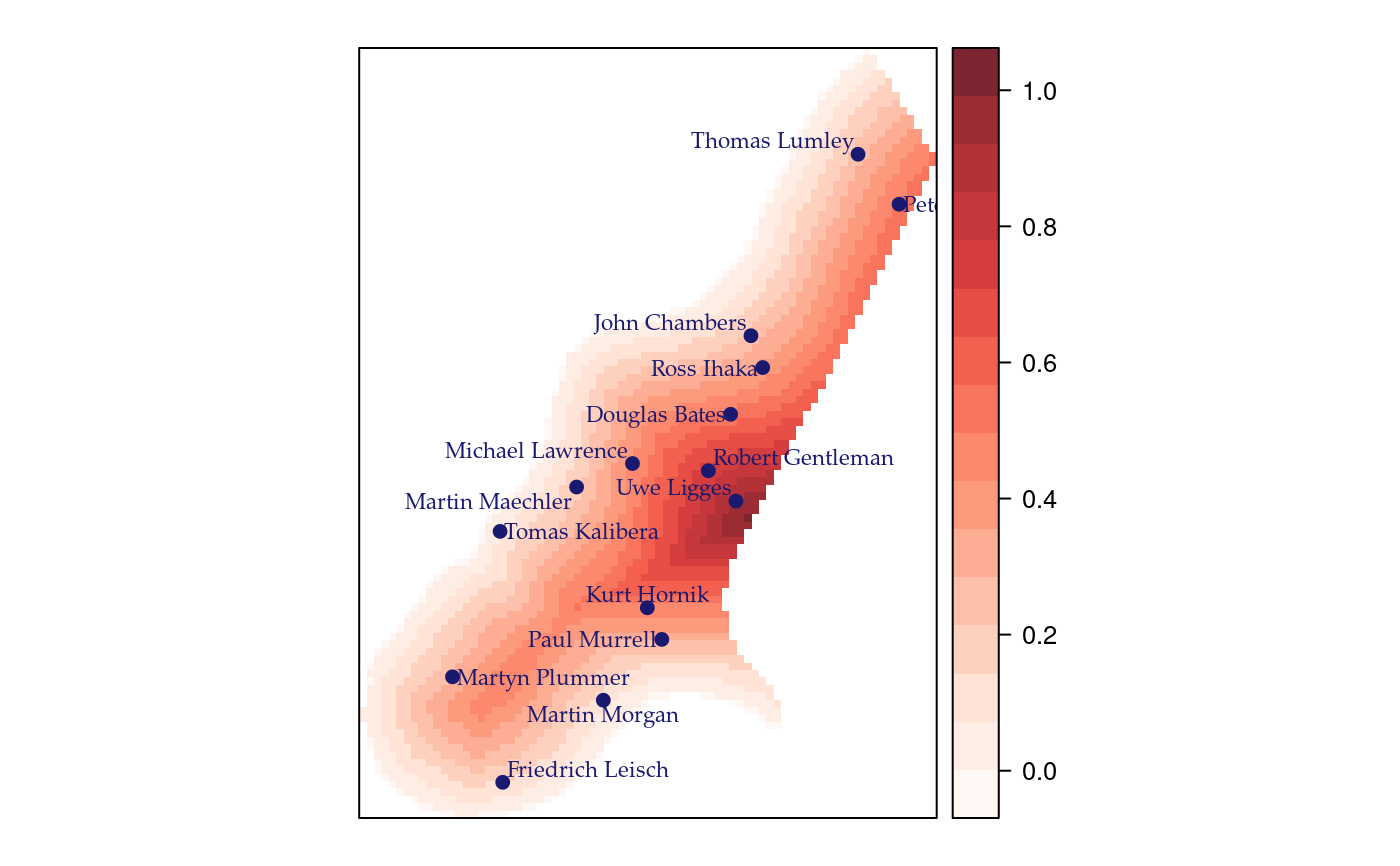 Thomas Lumley
John Chambers
Ross Ihaka
Douglas Bates
Michael Lawrence
Robert Gentleman
Uwe Ligges
Martin Maechler
Tomas Kalibera
Kurt Hornik
Paul Murrell
Martyn Plummer
Martin Morgan
Friedrich Leisch
1.0
0.8
0.6
0.4
0.2
0.0